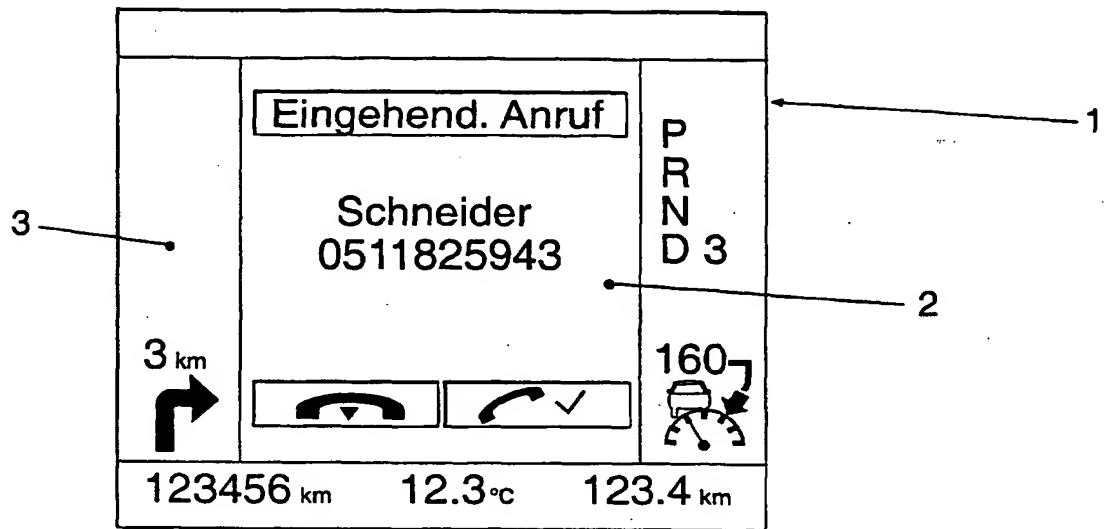 Eingehend. Anruf
Schneider
0511825943
P
R
N
D 3
1
2
3
3 km
160
123456 km 12.3 °C 123.4 km